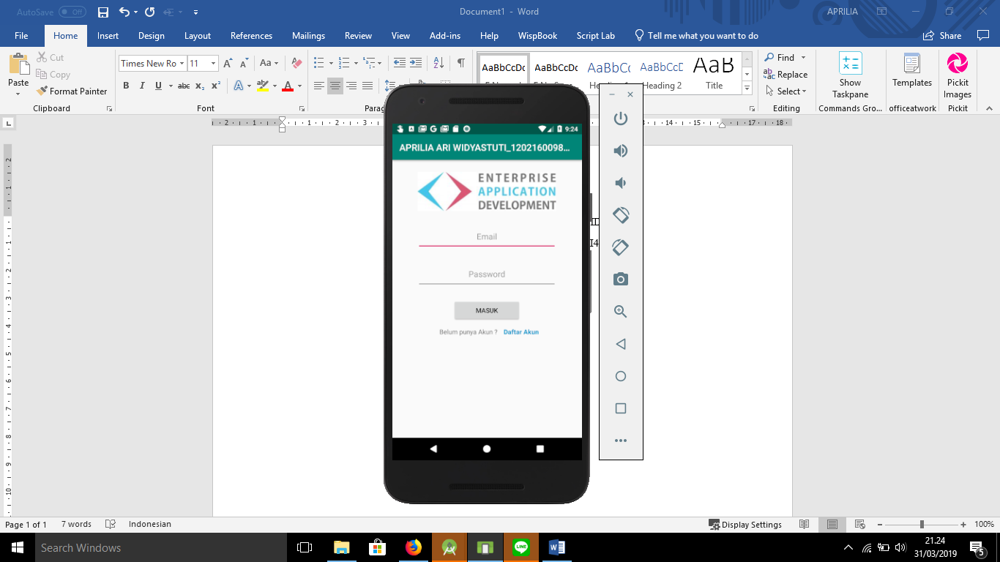 AutoSave Off
Document1 - Word
APRILIA
File Home Insert Design Layout References Mailings Review View Add-ins Help WispBook Script Lab Tell me what you want to do Share
Paste
Cut
Copy
Format Painter
Clipboard
Times New Ro 11
Font
AaBbCcDc AaBbCcDc AaBbCc AaBbCcD AaB
Heading 2 Title
Find
Replace
Select
Editing
Show Taskpane
Commands Gro...
Templates
officeatwork
Pickit Images
Pickit
9:24
APRILIA ARI WIDYASTUTI_1202160098...
ENTERPRISE
APPLICATION
DEVELOPMENT
Email
Password
MASUK
Belum punya Akun ? Daftar Akun
I4
Page 1 of 1 7 words Indonesian Display Settings 100%
Search Windows
LINE
21.24
31/03/2019
5